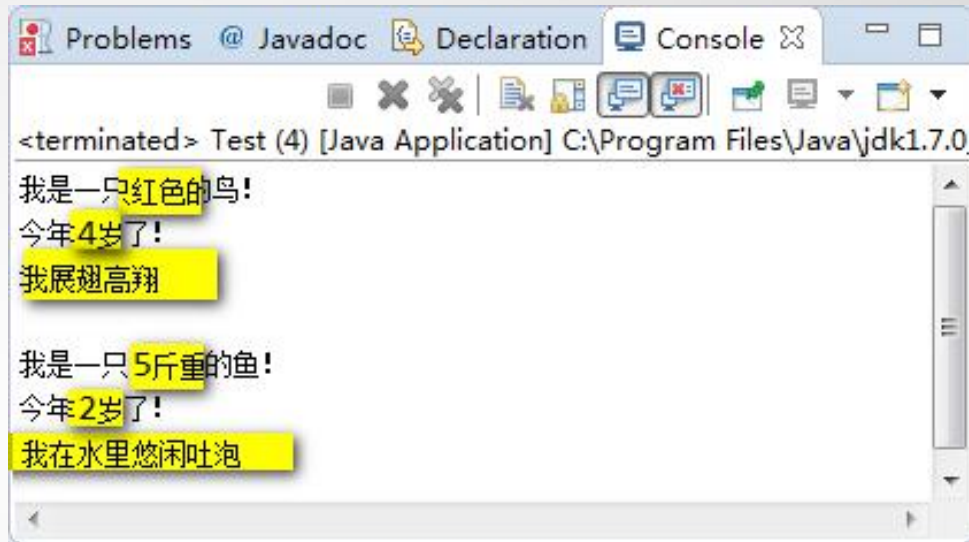 Problems @ Javadoc Declaration Console
<terminated> Test (4) [Java Application] C:\Program Files\Java\jdk1.7.0_
我是一只红色的鸟!
今年4岁了!
我展翅高翔
我是一只5斤重的鱼!
今年2岁了!
我在水里悠闲吐泡